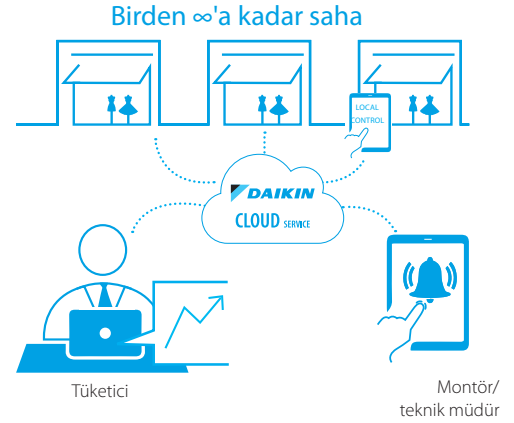 Birden ∞'a kadar saha
LOCAL
CONTROL
DAIKIN
CLOUD SERVICE
Tüketici
Montör/
teknik müdür